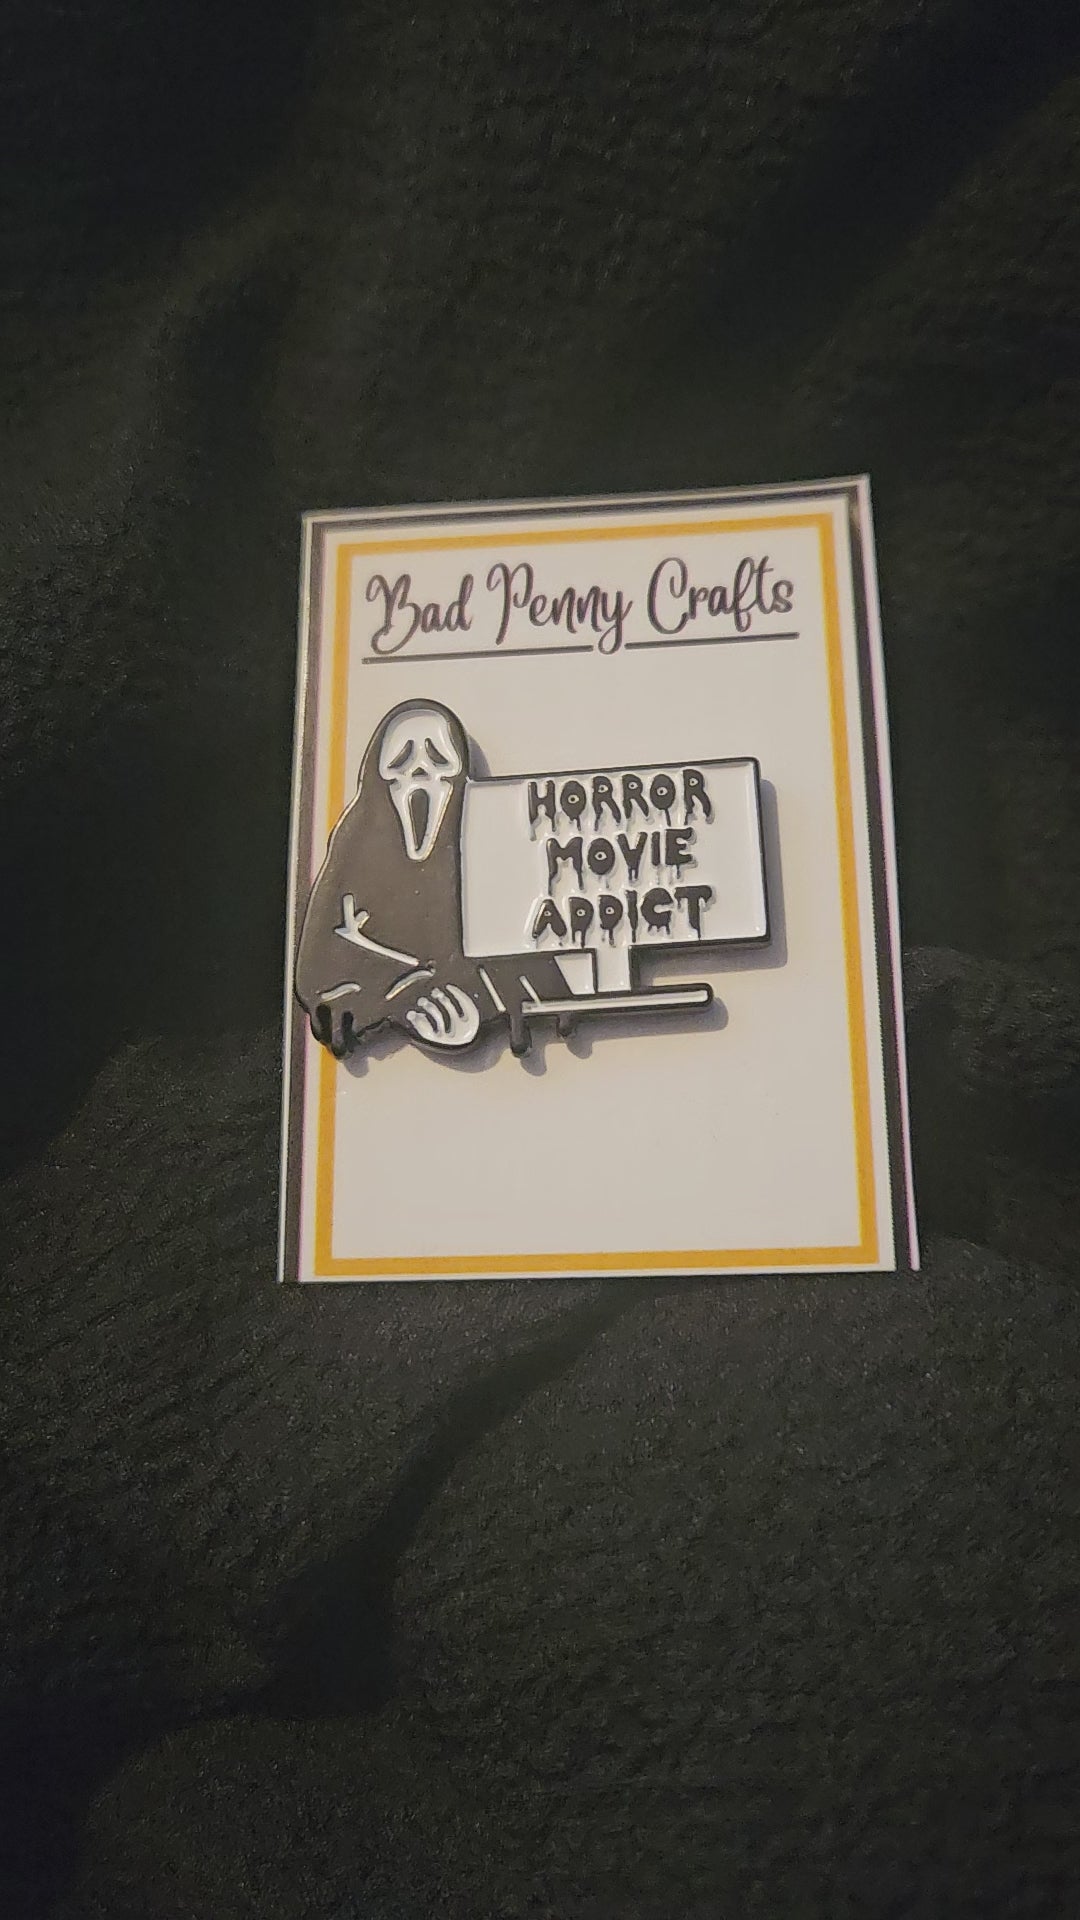 Bad Penny Crafts
HORROR
MOVIE
ADDICT